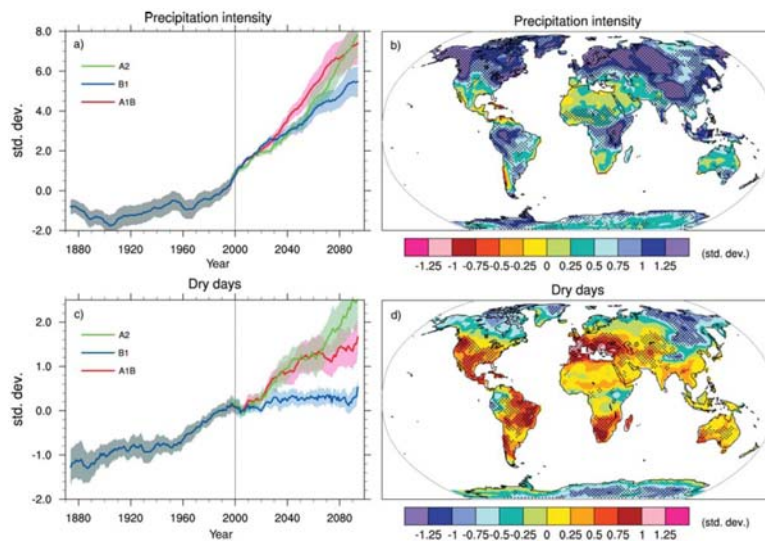 Precipitation intensity
a)
8.0
6.0
4.0
2.0
0.0
-2.0
std. dev.
A2
B1
A1B
1880 1920 1960 2000 2040 2080
Year
Precipitation intensity
b)
(std. dev.)
-1.25 -1 -0.75 -0.5 -0.25 0 0.25 0.5 0.75 1 1.25
Dry days
c)
2.0
1.0
0.0
-1.0
-2.0
std. dev.
A2
B1
A1B
1880 1920 1960 2000 2040 2080
Year
Dry days
d)
(std. dev.)
-1.25 -1 -0.75 -0.5 -0.25 0 0.25 0.5 0.75 1 1.25